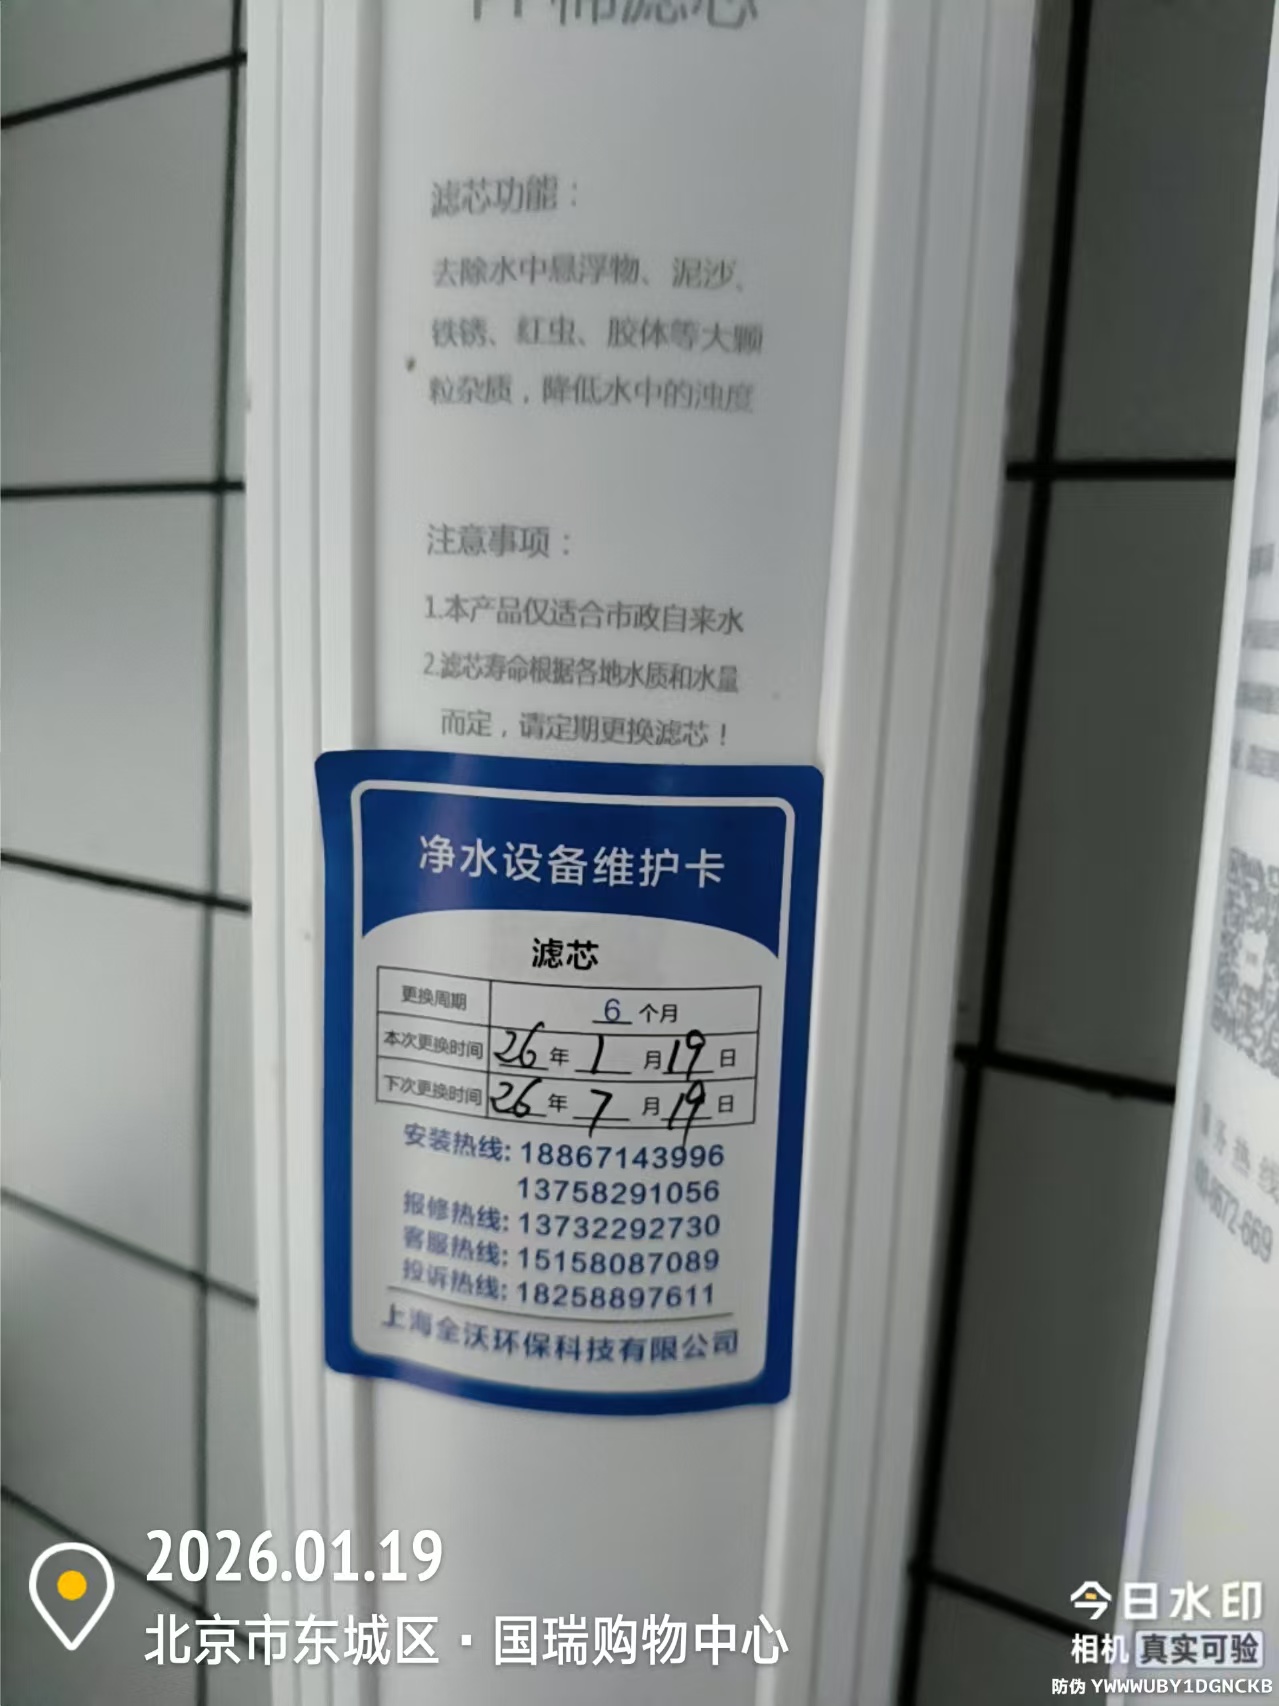 PP棉滤芯
滤芯功能：
去除水中悬浮物、泥沙、
铁锈、红虫、胶体等大颗
粒杂质，降低水中的浊度
注意事项：
1.本产品仅适合市政自来水
2.滤芯寿命根据各地水质和水量
而定，请定期更换滤芯！
净水设备维护卡
滤芯
更换周期 6 个月
本次更换时间 26 年 1 月 19 日
下次更换时间 26 年 7 月 19 日
安装热线: 18867143996
13758291056
报修热线: 13732292730
客服热线: 15158087089
投诉热线: 18258897611
上海全沃环保科技有限公司
2026.01.19
北京市东城区·国瑞购物中心
今日水印
相机 真实可验
防伪 YWWWUBY1DGNCKB